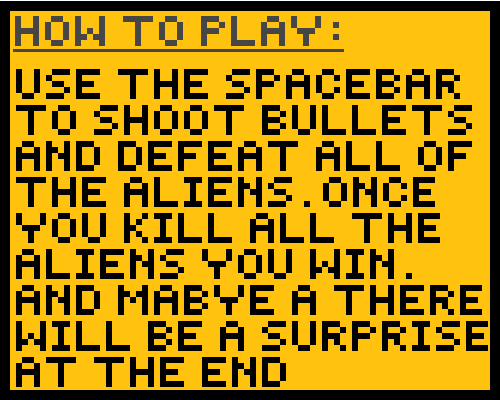 HOW TO PLAY:
USE THE SPACEBAR
TO SHOOT BULLETS
AND DEFEAT ALL OF
THE ALIENS.ONCE
YOU KILL ALL THE
ALIENS YOU WIN.
AND MABYE A THERE
WILL BE A SURPRISE
AT THE END